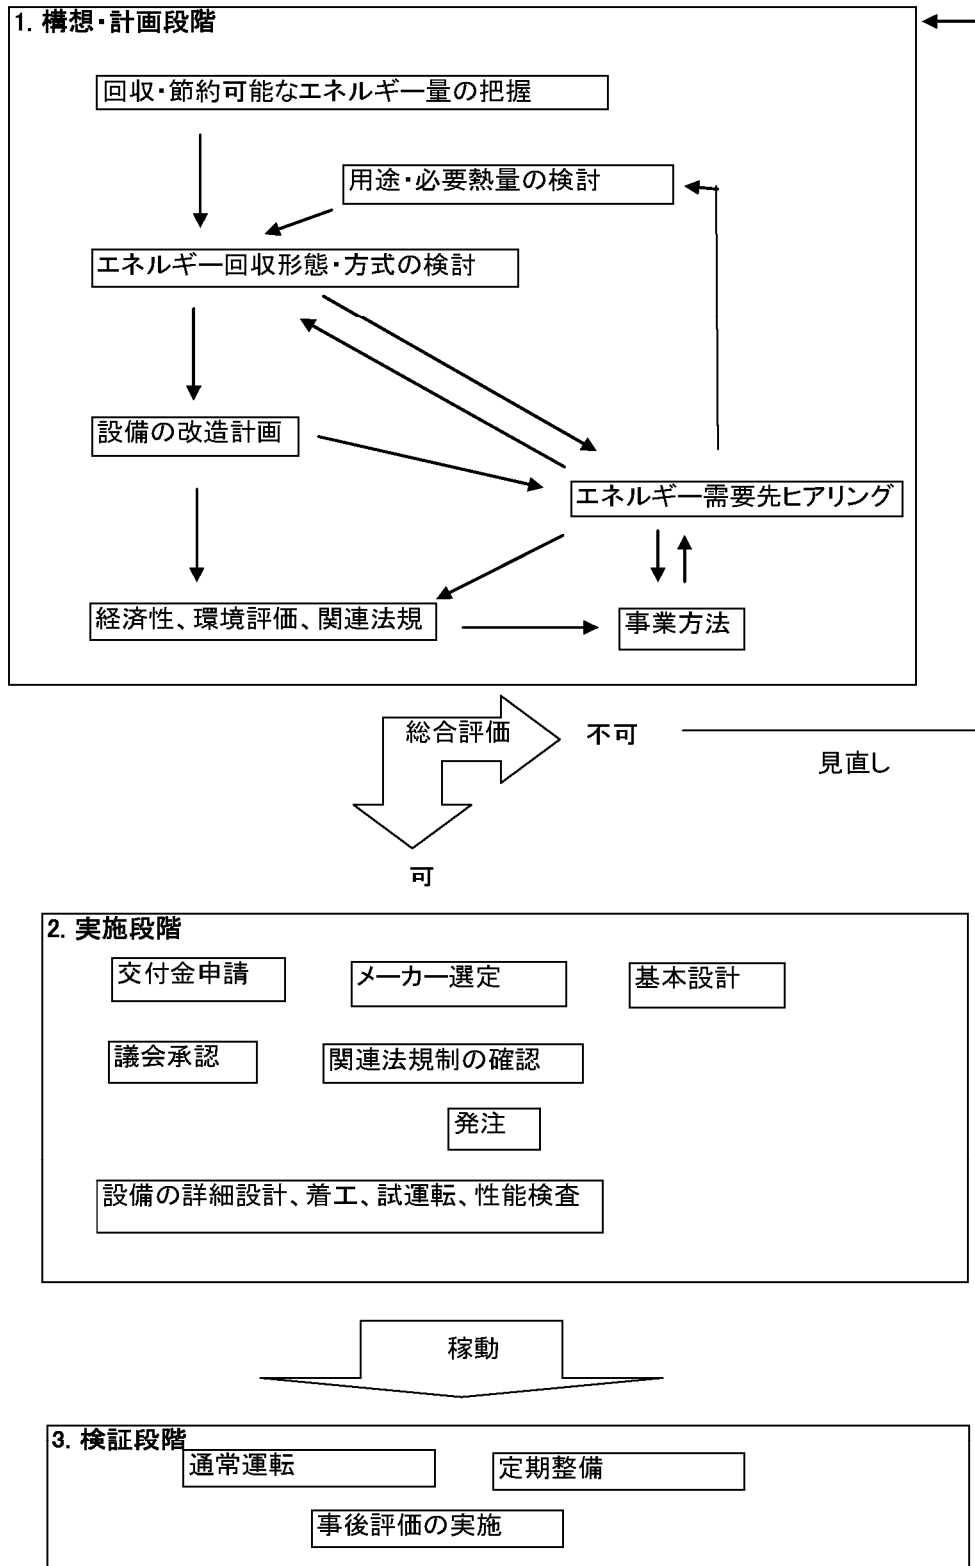 1. 構想・計画段階
回収・節約可能なエネルギー量の把握
用途・必要熱量の検討
エネルギー回収形態・方式の検討
設備の改造計画
エネルギー需要先ヒアリング
経済性、環境評価、関連法規
事業方法
総合評価
不可
見直し
可
2. 実施段階
交付金申請
メーカー選定
基本設計
議会承認
関連法規制の確認
発注
設備の詳細設計、着工、試運転、性能検査
稼動
3. 検証段階
通常運転
定期整備
事後評価の実施